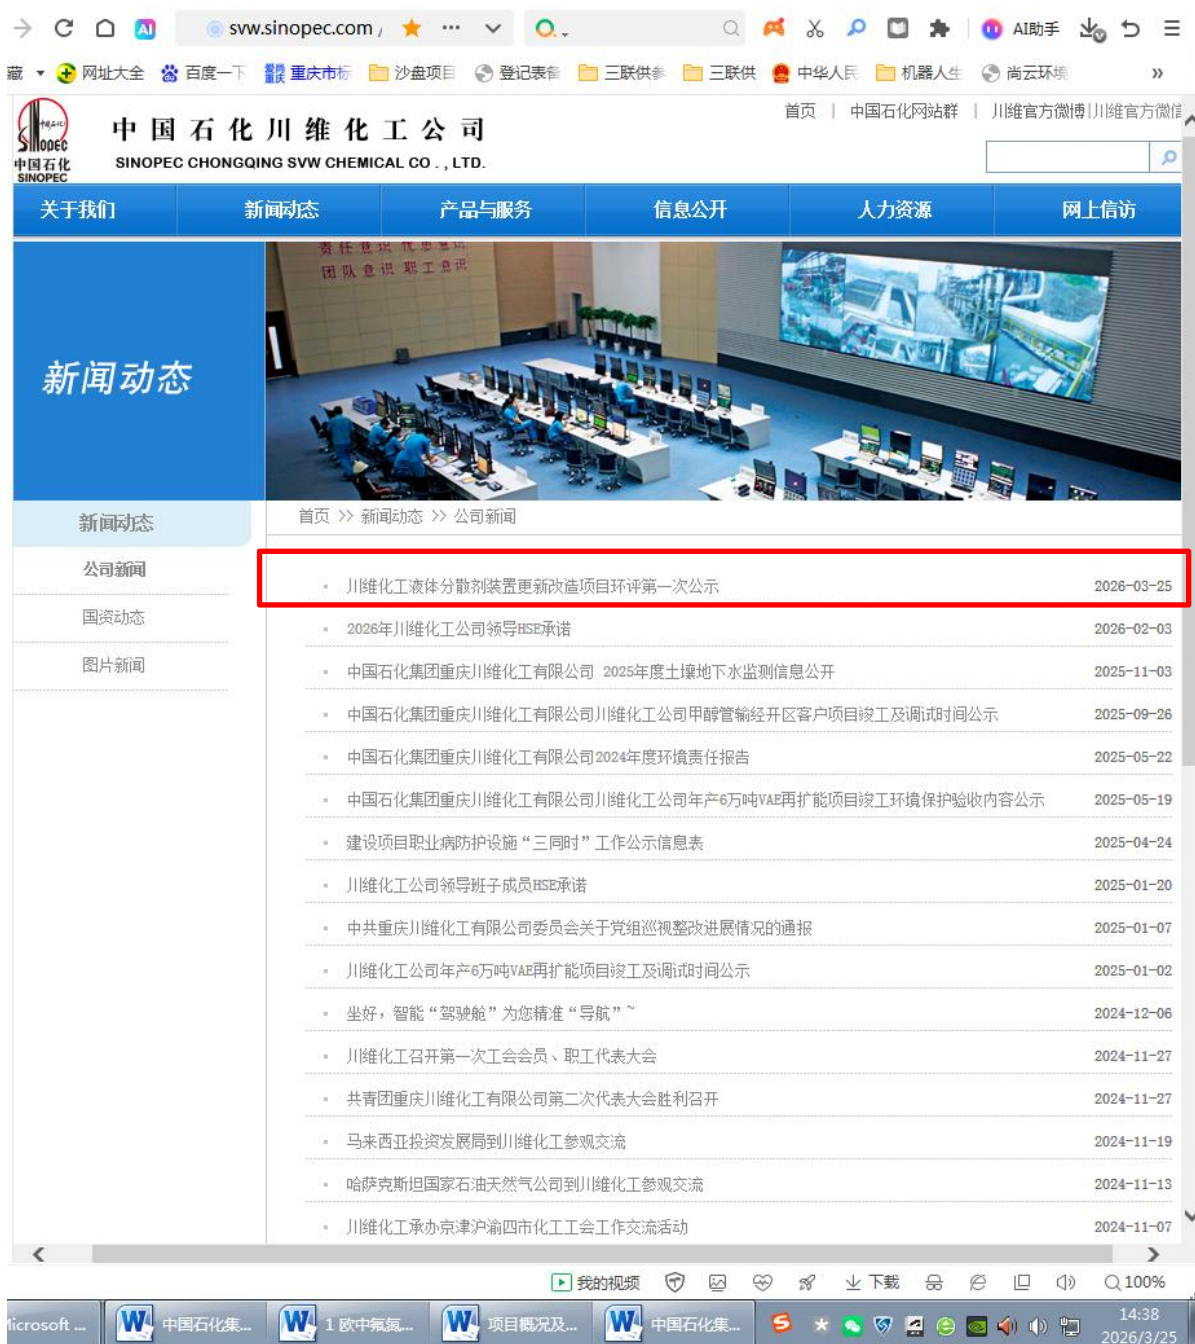 AI svw.sinopec.com / AI助手
藏 网址大全 百度一下 重庆市标 沙盘项目 登记表备 三联供参 三联供 中华人民 机器人生 尚云环境 »
首页 | 中国石化网站群 | 川维官方微博||川维官方微信
中国石化川维化工公司
SINOPEC CHONGQING SVW CHEMICAL CO . , LTD.
中国石化
SINOPEC
关于我们 新闻动态 产品与服务 信息公开 人力资源 网上信访
团队意识 职工意识
新闻动态
新闻动态
公司新闻
国资动态
图片新闻
首页 >> 新闻动态 >> 公司新闻
川维化工液体分散剂装置更新改造项目环评第一次公示 2026-03-25
2026年川维化工公司领导HSE承诺 2026-02-03
中国石化集团重庆川维化工有限公司 2025年度土壤地下水监测信息公开 2025-11-03
中国石化集团重庆川维化工有限公司川维化工公司甲醇管输经开区客户项目竣工及调试时间公示 2025-09-26
中国石化集团重庆川维化工有限公司2024年度环境责任报告 2025-05-22
中国石化集团重庆川维化工有限公司川维化工公司年产6万吨VAE再扩能项目竣工环境保护验收内容公示 2025-05-19
建设项目职业病防护设施“三同时”工作公示信息表 2025-04-24
川维化工公司领导班子成员HSE承诺 2025-01-20
中共重庆川维化工有限公司委员会关于党组巡视整改进展情况的通报 2025-01-07
川维化工公司年产6万吨VAE再扩能项目竣工及调试时间公示 2025-01-02
坐好，智能“驾驶舱”为您精准“导航”~ 2024-12-06
川维化工召开第一次工会会员、职工代表大会 2024-11-27
共青团重庆川维化工有限公司第二次代表大会胜利召开 2024-11-27
马来西亚投资发展局到川维化工参观交流 2024-11-19
哈萨克斯坦国家石油天然气公司到川维化工参观交流 2024-11-13
川维化工承办京津沪渝四市化工工会工作交流活动 2024-11-07
我的视频 下载 100%
Microsoft ... 中国石化集... 1 欧中氟氮... 项目概况及... 中国石化集... 14:38
2026/3/25